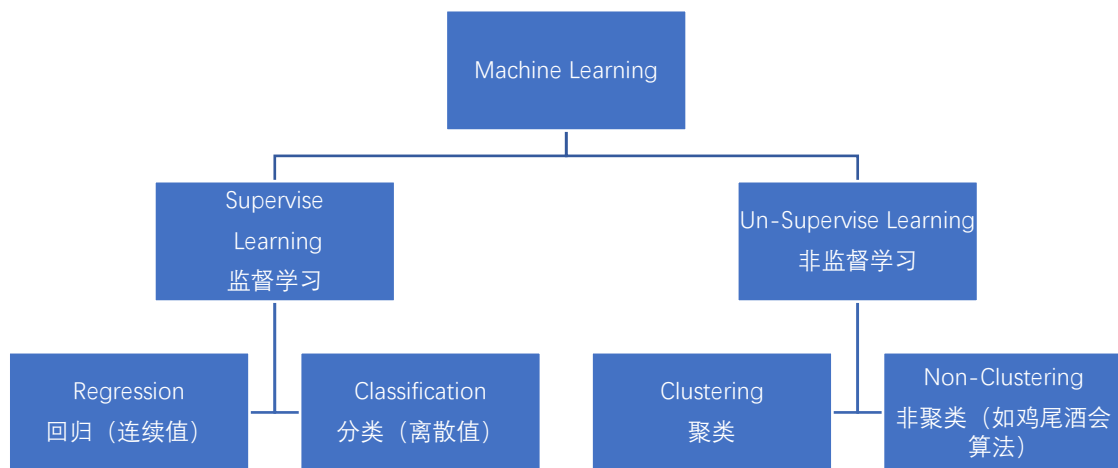 Machine Learning
Supervise
Learning
监督学习
Un-Supervise Learning
非监督学习
Regression
回归（连续值）
Classification
分类（离散值）
Clustering
聚类
Non-Clustering
非聚类（如鸡尾酒会
算法）